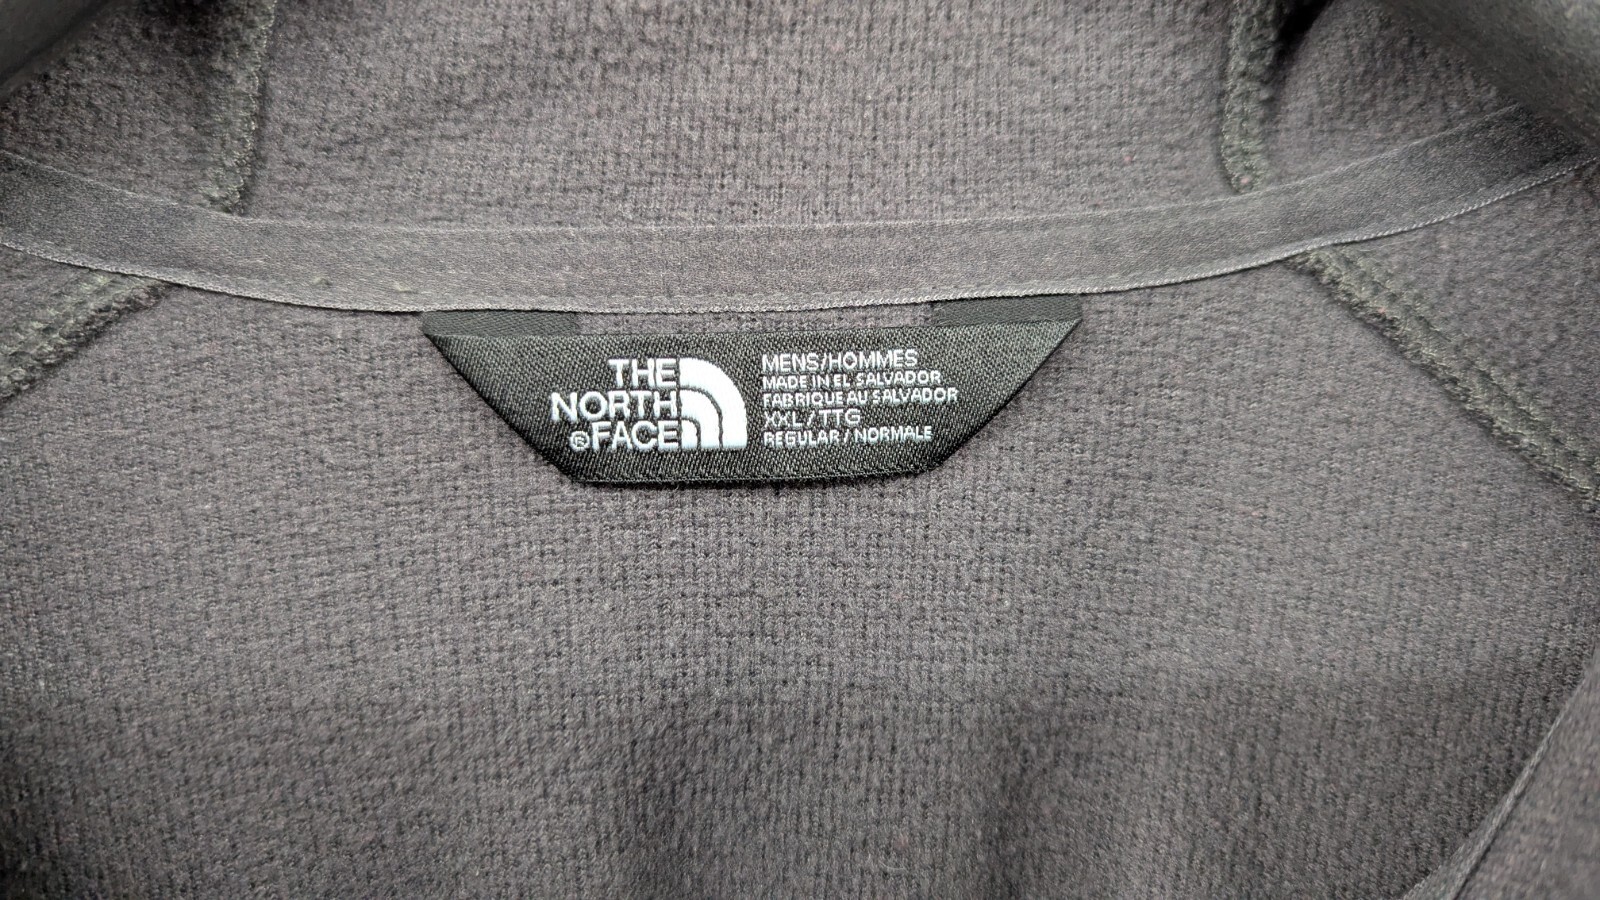 THE
NORTH
®FACE
MENS/HOMMES
MADE IN EL SALVADOR
FABRIQUE AU SALVADOR
XXL/TTG
REGULAR/NORMALE